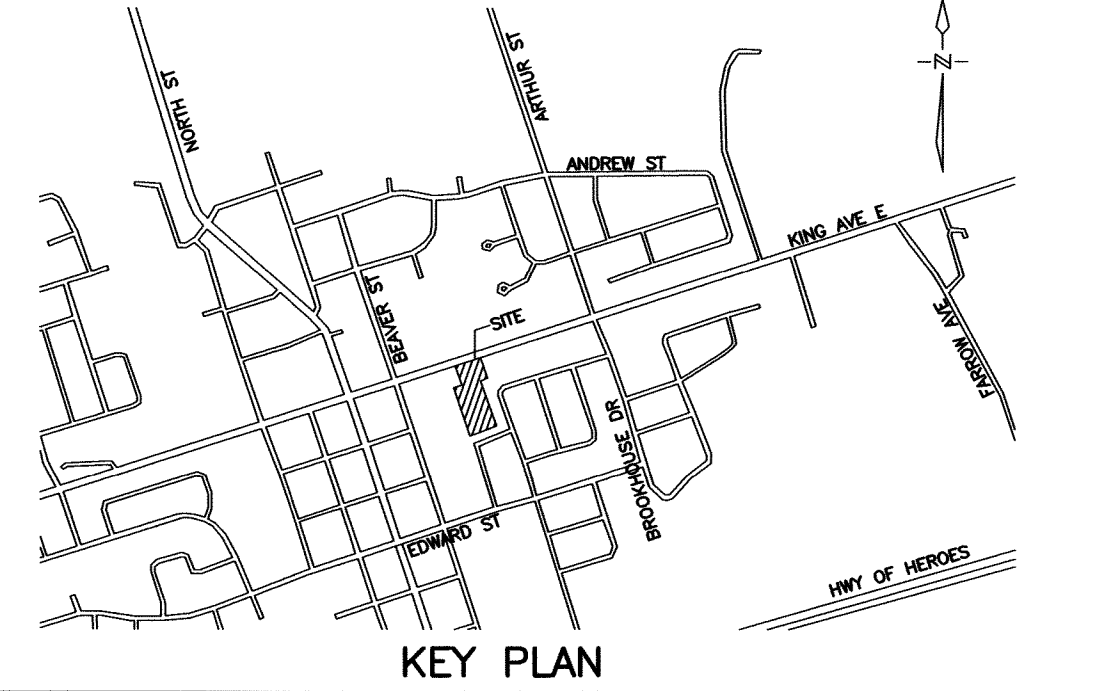 NORTH ST
ARTHUR ST
N
ANDREW ST
KING AVE E
BEAVER ST
SITE
FARROW AVE
BROOKHOUSE DR
EDWARD ST
HWY OF HEROES
KEY PLAN